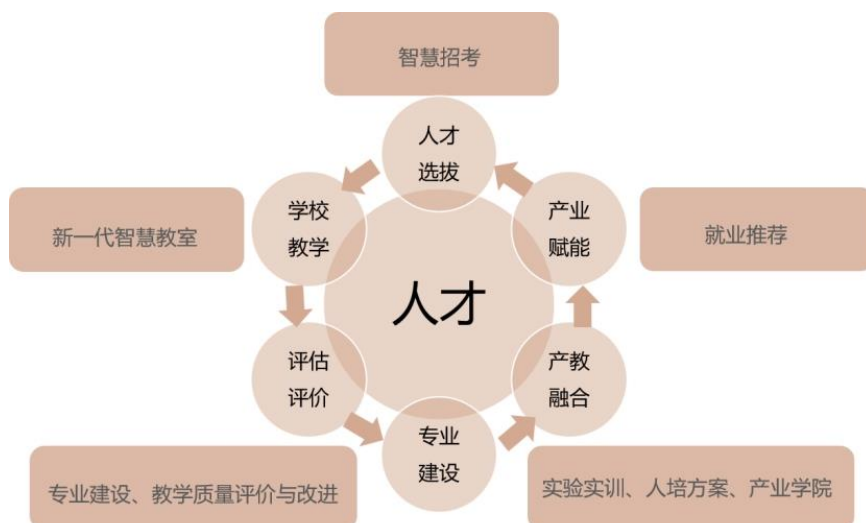 智慧招考
人才
选拔
学校
教学
产业
赋能
新一代智慧教室
就业推荐
人才
评估
评价
产教
融合
专业
建设
专业建设、教学质量评价与改进
实验实训、人培方案、产业学院